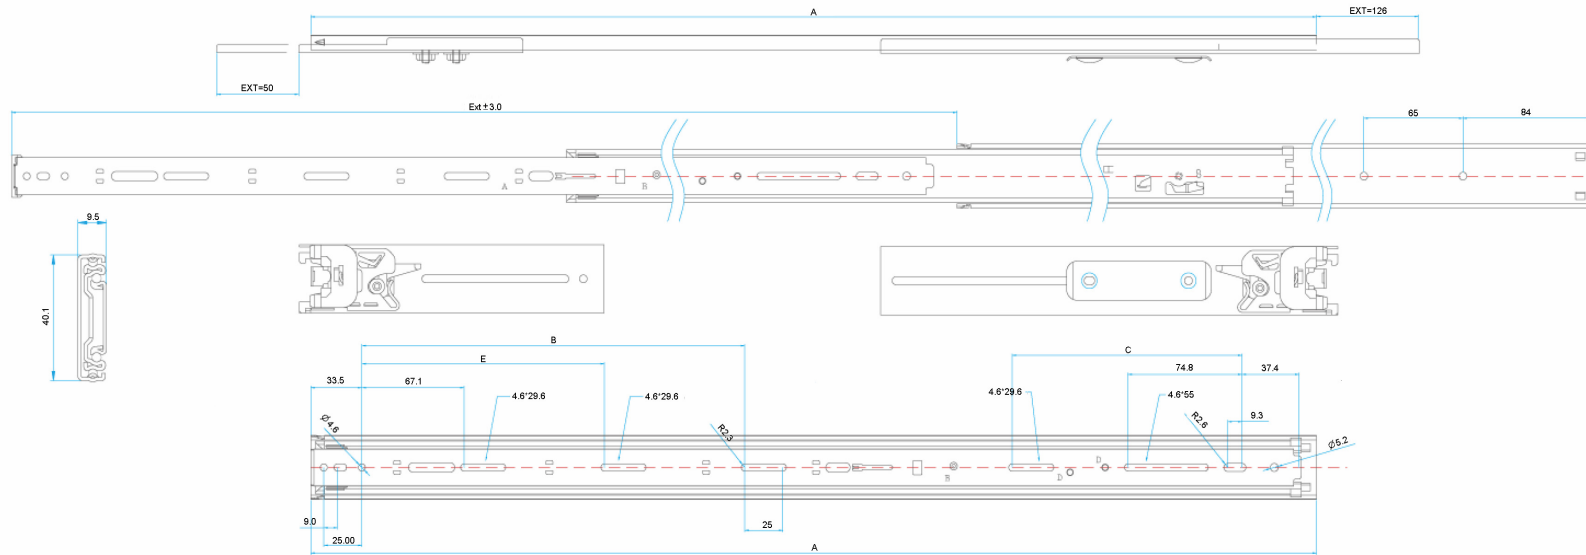 A
EXT=126
EXT=50
Ext±3.0
65
84
A
B
H
B
9.5
40.1
B
E
C
33.5
67.1
74.8
37.4
4.6*29.6
4.6*29.6
4.6*29.6
4.6*55
9.3
Ø4.6
R2.3
R2.6
Ø5.2
D
D
B
9.0
25
25.00
A